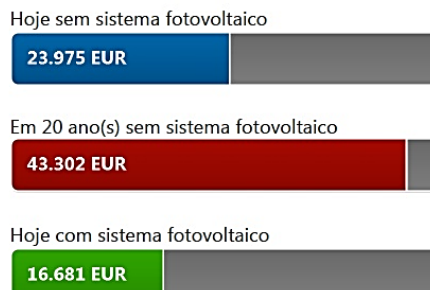 Hoje sem sistema fotovoltaico
23.975 EUR
Em 20 ano(s) sem sistema fotovoltaico
43.302 EUR
Hoje com sistema fotovoltaico
16.681 EUR